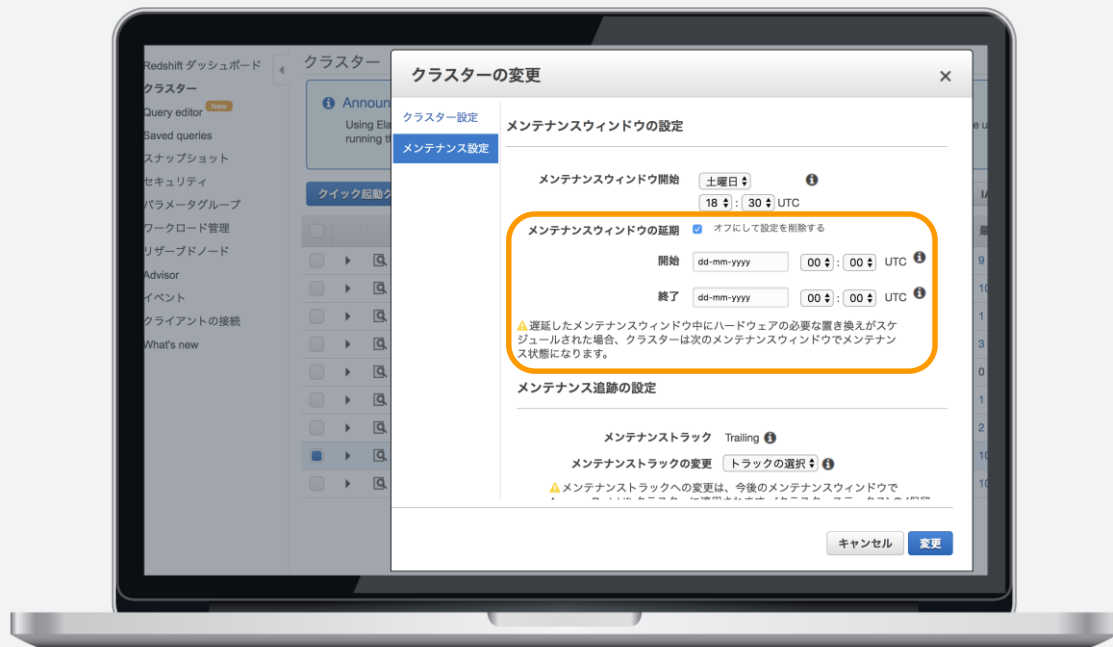 Redshift ダッシュボード
クラスター
Query editor New
Saved queries
スナップショット
セキュリティ
パラメータグループ
ワークロード管理
リザーブドノード
Advisor
イベント
クライアントの接続
What's new
クラスター
Announ
Using Ela
running th
クイック起動ク
クラスターの変更
×
クラスター設定
メンテナンス設定
メンテナンスウィンドウの設定
メンテナンスウィンドウ開始 土曜日
18 : 30 UTC
メンテナンスウィンドウの延期 オフにして設定を削除する
開始 dd-mm-yyyy 00 : 00 UTC
終了 dd-mm-yyyy 00 : 00 UTC
遅延したメンテナンスウィンドウ中にハードウェアの必要な置き換えがスケ
ジュールされた場合、クラスターは次のメンテナンスウィンドウでメンテナン
ス状態になります。
メンテナンス追跡の設定
メンテナンストラック Trailing
メンテナンストラックの変更 トラックの選択
メンテナンストラックへの変更は、今後のメンテナンスウィンドウで
キャンセル 変更
e u
9
10
1
3
0
1
2
10
10